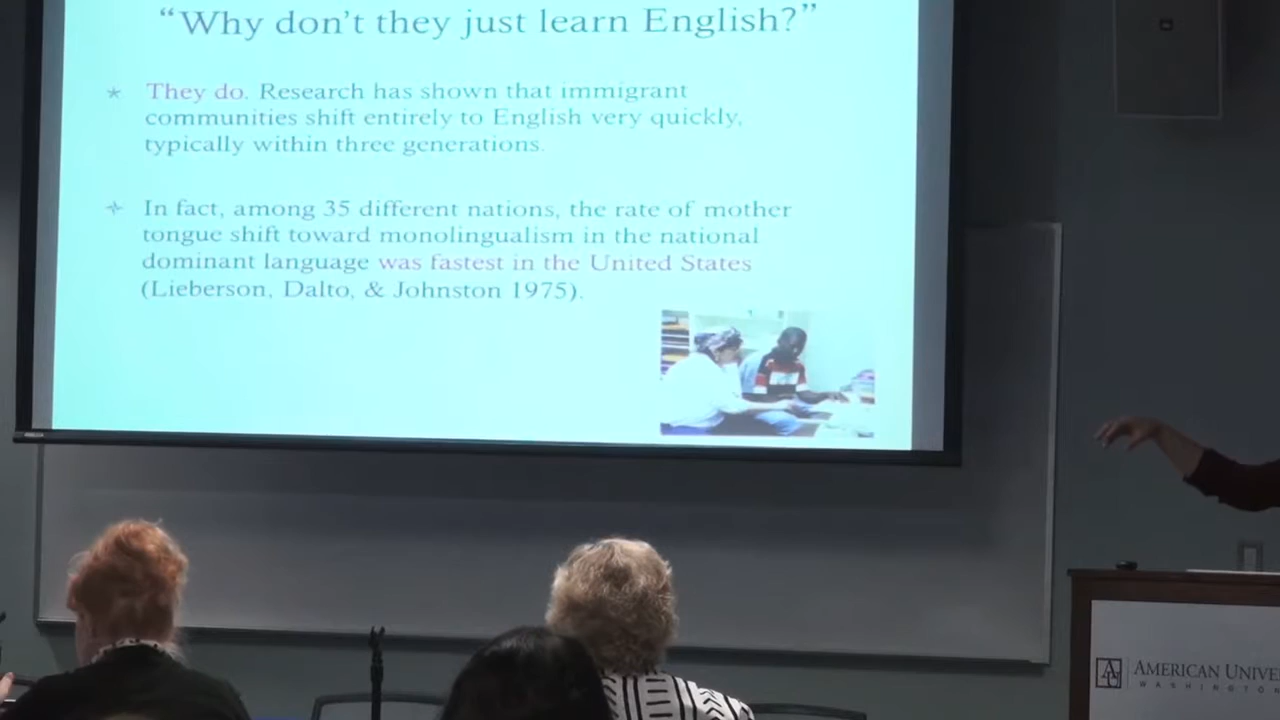 “Why don’t they just learn English?”
They do. Research has shown that immigrant
communities shift entirely to English very quickly,
typically within three generations.
In fact, among 35 different nations, the rate of mother
tongue shift toward monolingualism in the national
dominant language was fastest in the United States
(Lieberson, Dalto, & Johnston 1975).
AMERICAN UNIVE
WASHINGTON